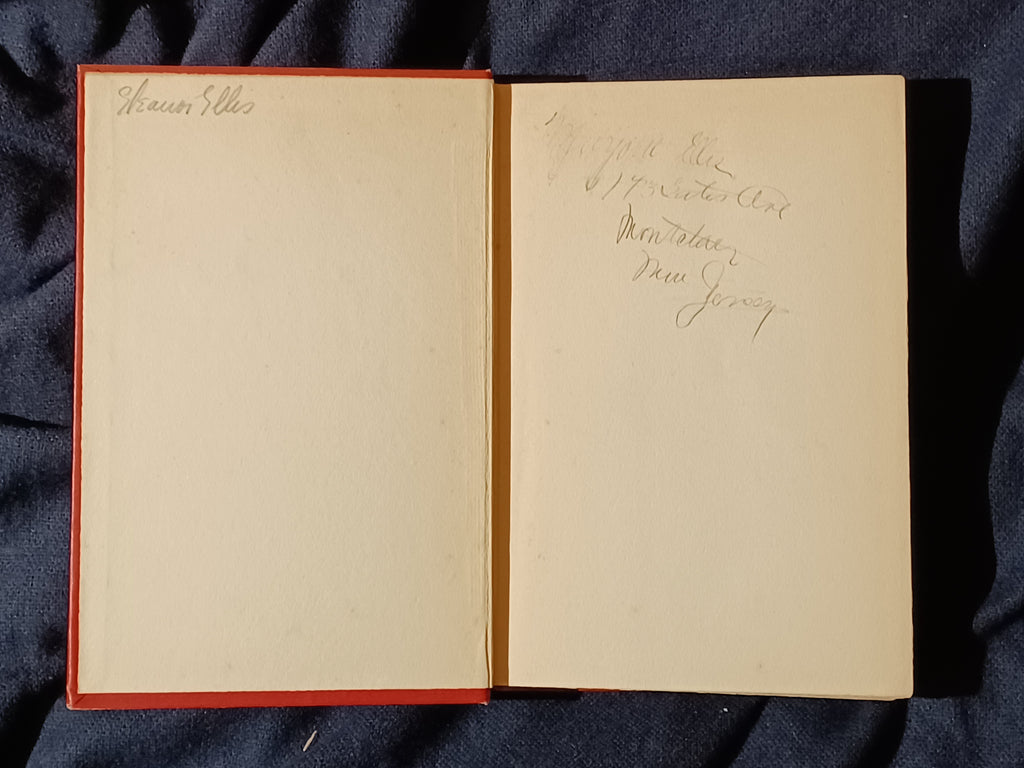 Eleanor Ellis
Ellis
Ave
Montclair
New Jersey